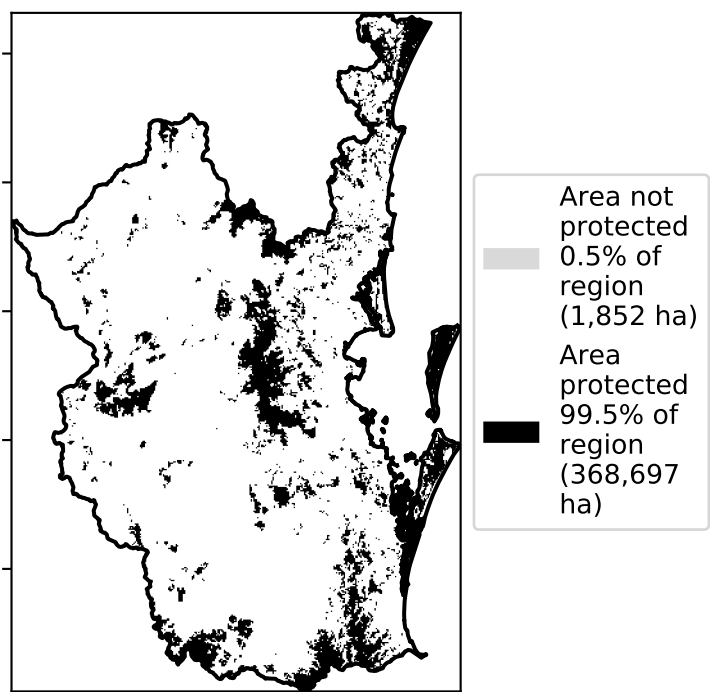 Area not
protected
0.5% of
region
(1,852 ha)
Area
protected
99.5% of
region
(368,697
ha)